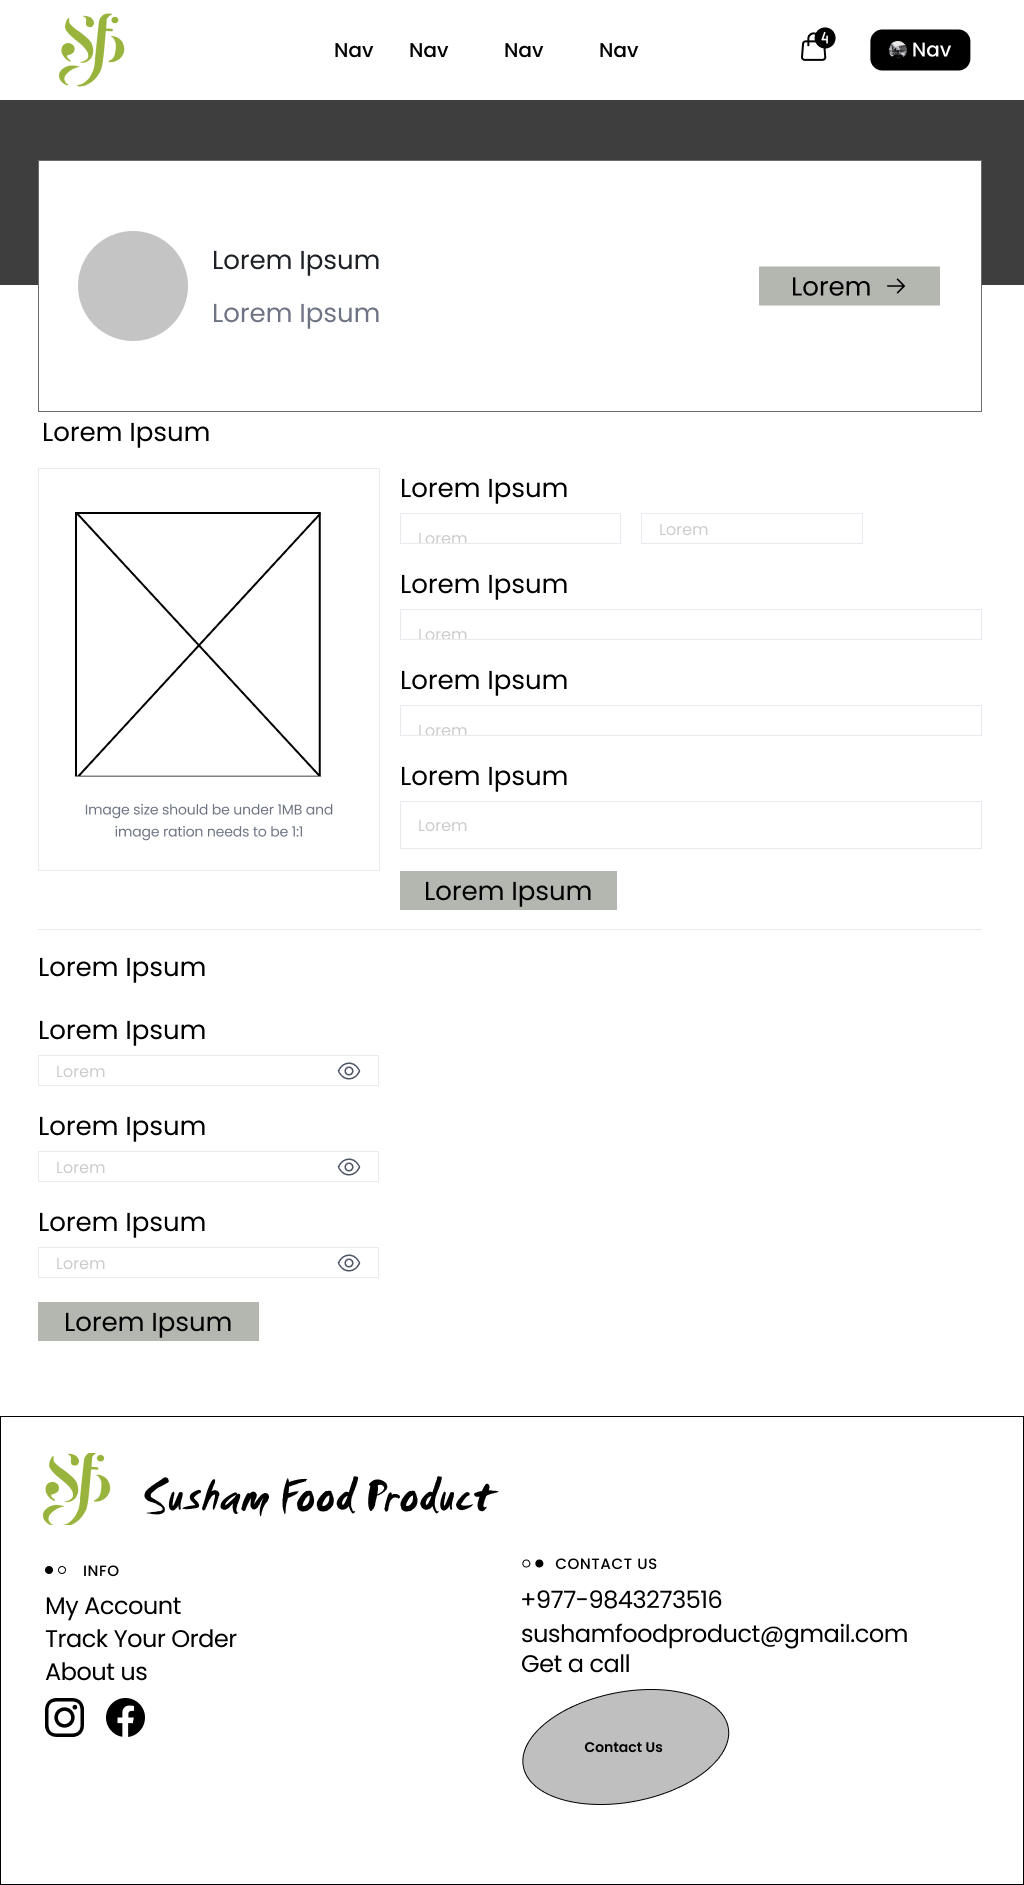 Sfp
Nav Nav Nav Nav
4
Nav
Lorem Ipsum
Lorem Ipsum
Lorem
Lorem Ipsum
Image size should be under 1MB and
image ration needs to be 1:1
Lorem Ipsum
Lorem Lorem
Lorem Ipsum
Lorem
Lorem Ipsum
Lorem
Lorem Ipsum
Lorem
Lorem Ipsum
Lorem Ipsum
Lorem Ipsum
Lorem
Lorem Ipsum
Lorem
Lorem Ipsum
Lorem
Lorem Ipsum
Sfp
Susham Food Product
INFO
My Account
Track Your Order
About us
CONTACT US
+977-9843273516
sushamfoodproduct@gmail.com
Get a call
Contact Us